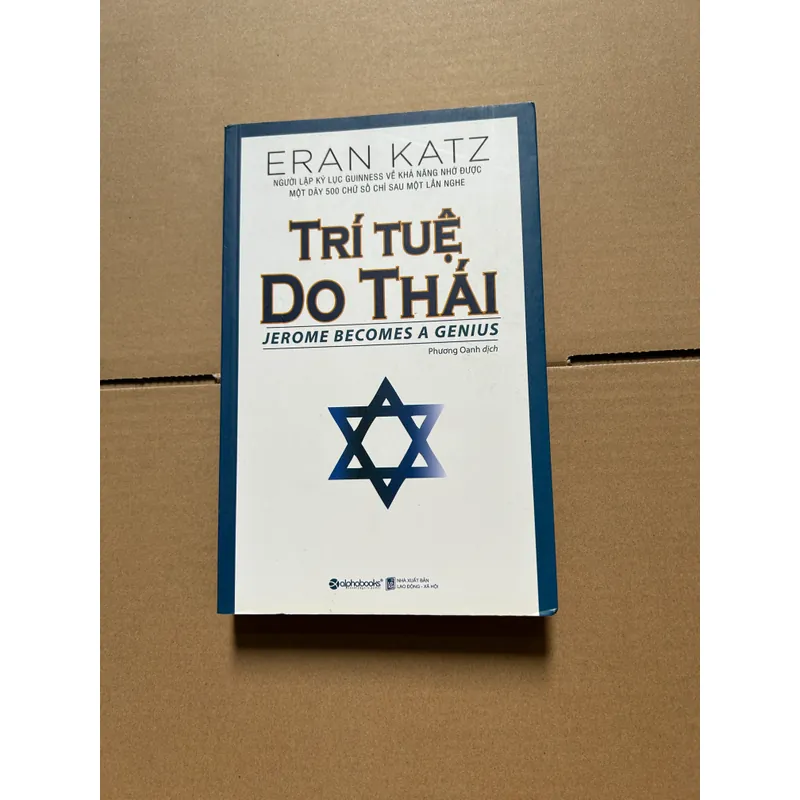 ERAN KATZ
NGƯỜI LẬP KỶ LỤC GUINNESS VỀ KHẢ NĂNG NHỚ ĐƯỢC
MỘT DÃY 500 CHỮ SỐ CHỈ SAU MỘT LẦN NGHE
TRÍ TUỆ
DO THÁI
JEROME BECOMES A GENIUS
Phương Oanh dịch
alphabooks®
NHÀ XUẤT BẢN
LAO ĐỘNG - XÃ HỘI